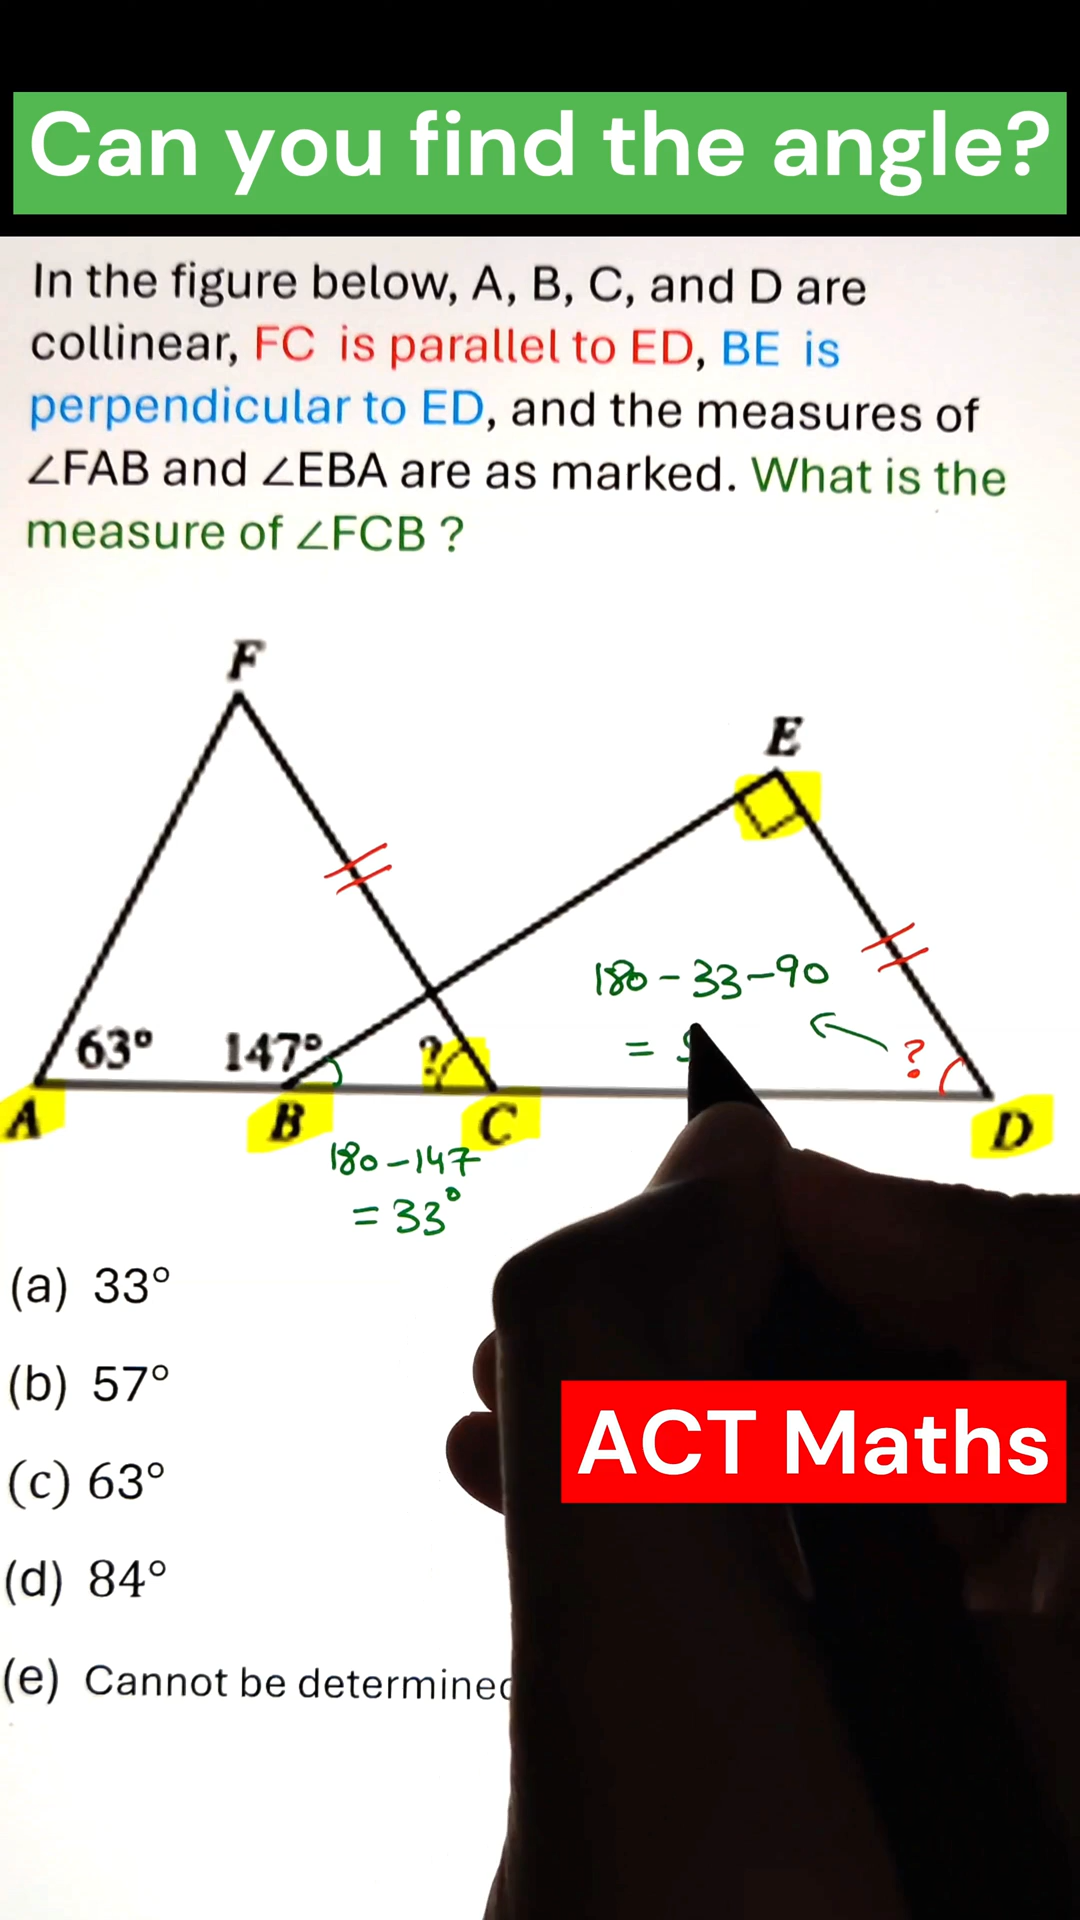 Can you find the angle?
In the figure below, A, B, C, and D are
collinear, FC is parallel to ED, BE is
perpendicular to ED, and the measures of
∠FAB and ∠EBA are as marked. What is the
measure of ∠FCB ?
F
E
180-33-90
=
63° 147° ? ?
A B C D
180-147
= 33°
(a) 33°
(b) 57°
ACT Maths
(c) 63°
(d) 84°
(e) Cannot be determined